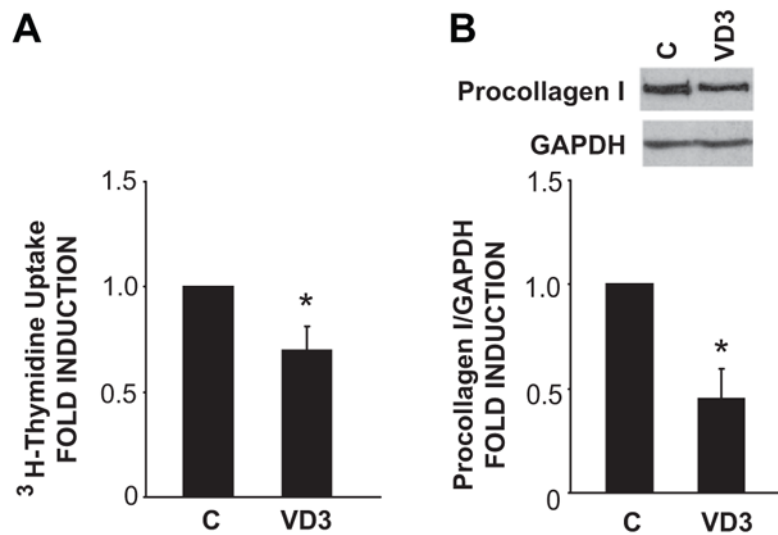 A
³H-Thymidine Uptake
FOLD INDUCTION
1.5
1.0
0.5
0
*
C VD3
B
C VD3
Procollagen I
GAPDH
Procollagen I/GAPDH
FOLD INDUCTION
1.5
1.0
0.5
0
*
C VD3